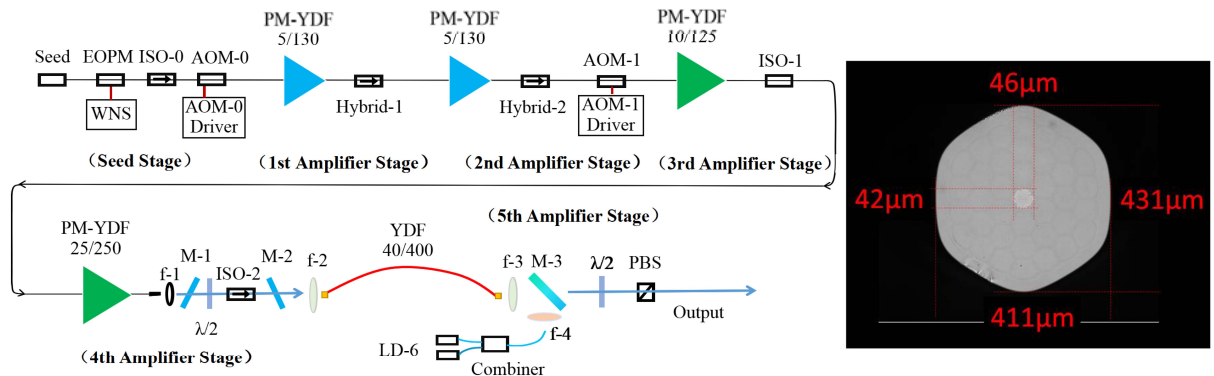 PM-YDF
5/130
PM-YDF
5/130
PM-YDF
10/125
Seed
EOPM
ISO-0
AOM-0
AOM-1
ISO-1
WNS
AOM-0
Driver
Hybrid-1
Hybrid-2
AOM-1
Driver
（Seed Stage）
（1st Amplifier Stage）
（2nd Amplifier Stage）
（3rd Amplifier Stage）
（5th Amplifier Stage）
PM-YDF
25/250
f-1
M-1
ISO-2
M-2
f-2
YDF
40/400
f-3
M-3
λ/2
PBS
λ/2
Output
f-4
（4th Amplifier Stage）
LD-6
Combiner
46μm
42μm
431μm
411μm